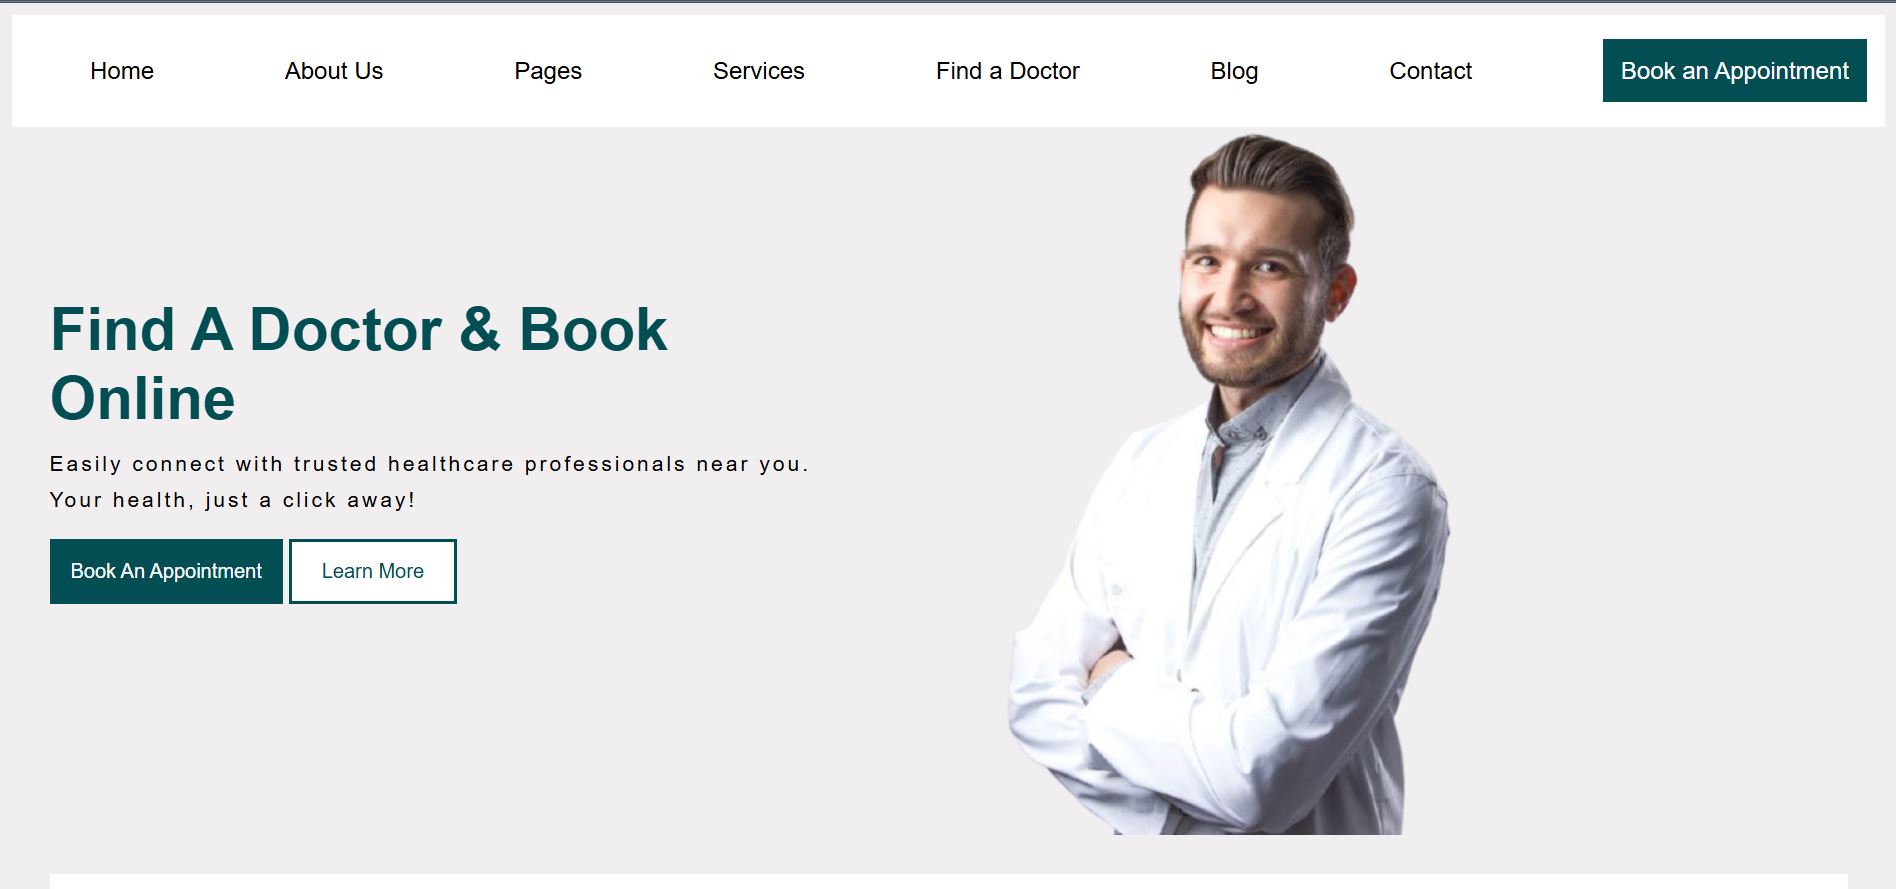 Home About Us Pages Services Find a Doctor Blog Contact Book an Appointment
Find A Doctor & Book
Online
Easily connect with trusted healthcare professionals near you.
Your health, just a click away!
Book An Appointment Learn More